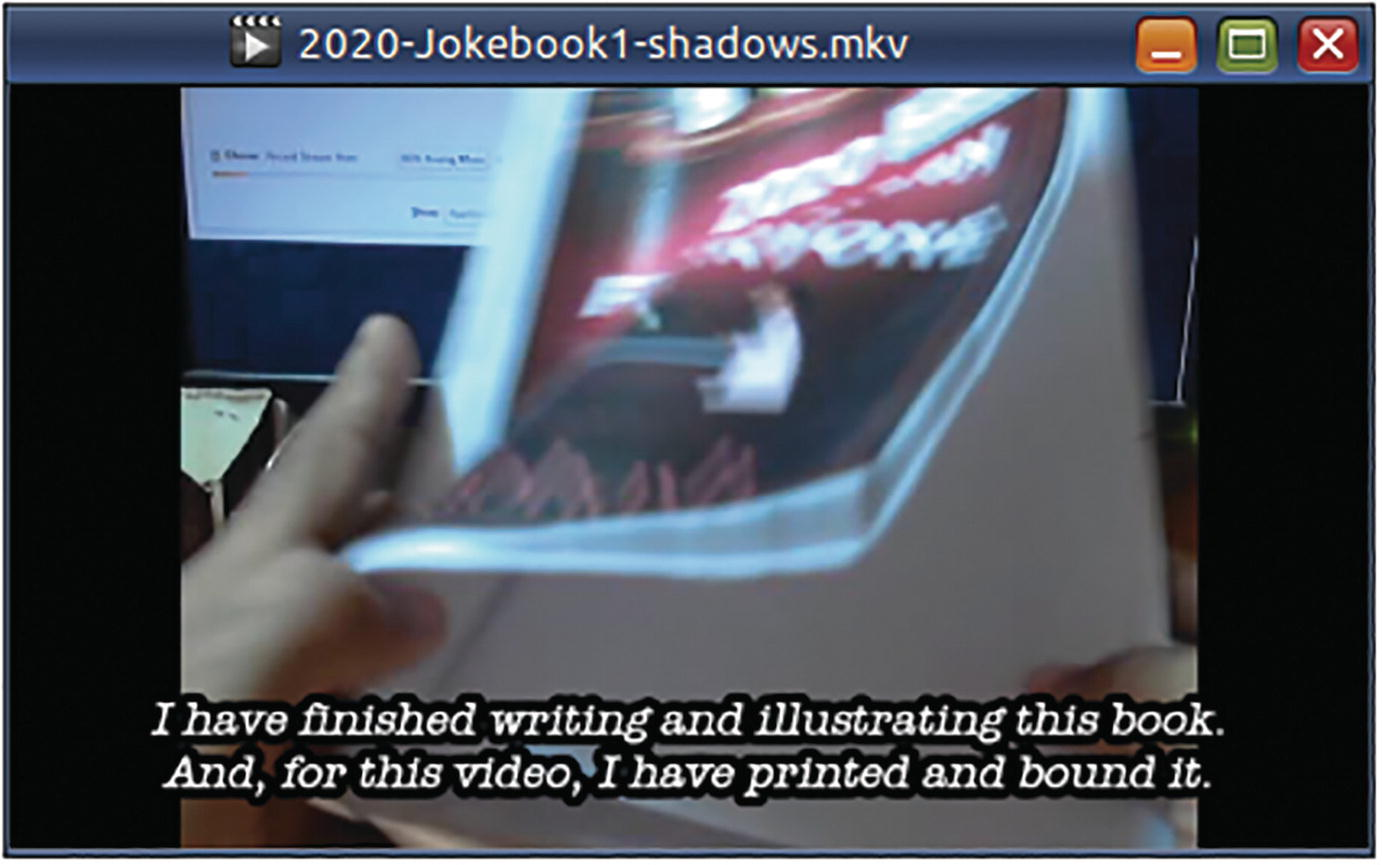 2020-Jokebook1-shadows.mkv
I have finished writing and illustrating this book.
And, for this video, I have printed and bound it.